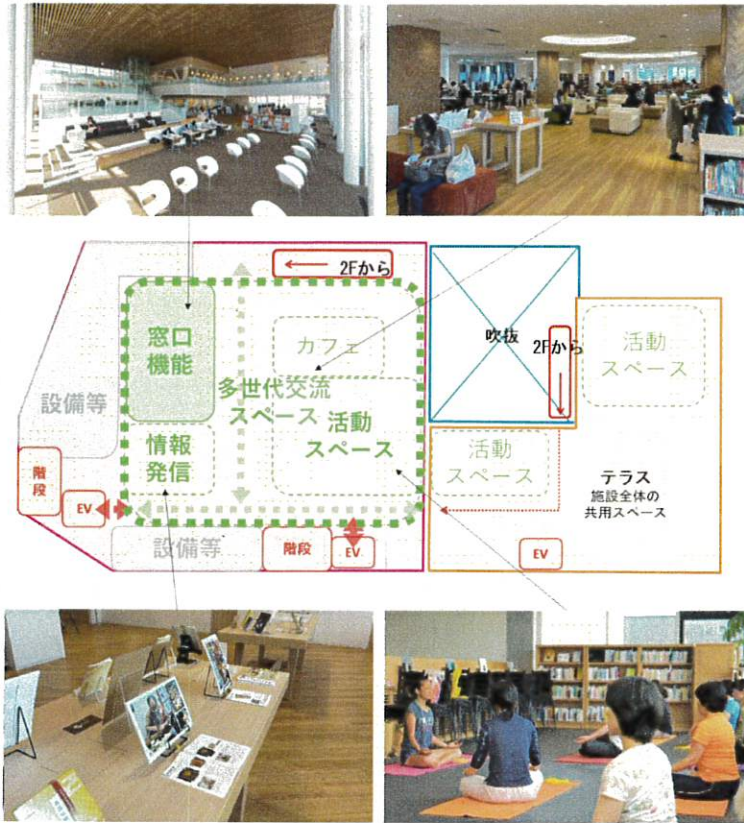 2Fから
窓口
機能
カフェ
吹抜
2Fから
活動
スペース
設備等
多世代交流
スペース
活動
スペース
情報
発信
活動
スペース
テラス
施設全体の
共用スペース
階
段
EV
設備等
階段
EV
EV